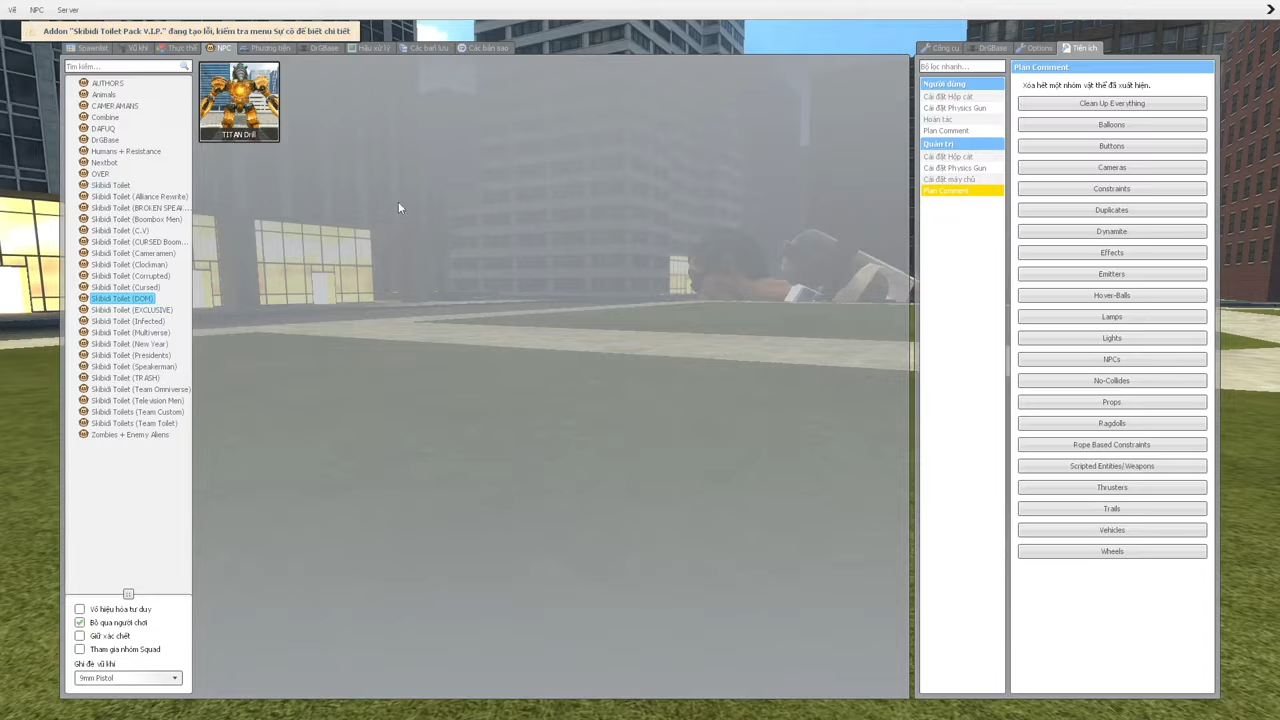 Vẽ NPC Server
Addon "Skibidi Toilet Pack V.I.P." đang tạo lỗi, kiểm tra menu Sự cố để biết chi tiết
Spawnlist Vũ khí Thực thể NPC Phương tiện DrGBase Hậu xử lý Các bản lưu Các bản sao
Tìm kiếm...
AUTHORS
Animals
CAMERAMANS
Combine
DAFUQ
DrGBase
Humans + Resistance
Nextbot
OVER
Skibidi Toilet
Skibidi Toilet (Alliance Rewrite)
Skibidi Toilet (BROKEN SPEAK...
Skibidi Toilet (Boombox Men)
Skibidi Toilet (C.V)
Skibidi Toilet (CURSED Boom...
Skibidi Toilet (Cameramen)
Skibidi Toilet (Clockman)
Skibidi Toilet (Corrupted)
Skibidi Toilet (Cursed)
Skibidi Toilet (DOM)
Skibidi Toilet (EXCLUSIVE)
Skibidi Toilet (Infected)
Skibidi Toilet (Multiverse)
Skibidi Toilet (New Year)
Skibidi Toilet (Presidents)
Skibidi Toilet (Speakerman)
Skibidi Toilet (TRASH)
Skibidi Toilet (Team Omniverse)
Skibidi Toilet (Television Men)
Skibidi Toilets (Team Custom)
Skibidi Toilets (Team Toilet)
Zombies + Enemy Aliens
Vô hiệu hóa tư duy
Bỏ qua người chơi
Giữ xác chết
Tham gia nhóm Squad
Ghi đè vũ khí
9mm Pistol
TITAN Drill
Công cụ DrGBase Options Tiện ích
Bộ lọc nhanh...
Người dùng
Cài đặt Hộp cát
Cài đặt Physics Gun
Hoàn tác
Plan Comment
Quản trị
Cài đặt Hộp cát
Cài đặt Physics Gun
Cài đặt máy chủ
Plan Comment
Plan Comment
Xóa hết một nhóm vật thể đã xuất hiện.
Clean Up Everything
Balloons
Buttons
Cameras
Constraints
Duplicates
Dynamite
Effects
Emitters
Hover-Balls
Lamps
Lights
NPCs
No-Collides
Props
Ragdolls
Rope Based Constraints
Scripted Entities/Weapons
Thrusters
Trails
Vehicles
Wheels